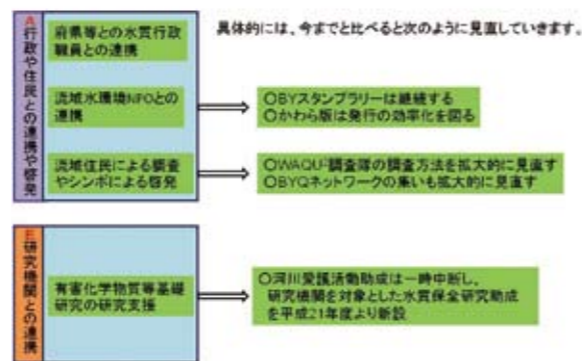 具体的には、今までと比べると次のように見直していきます。
A行政や住民との連携や啓発
府県等との水質行政
職員との連携
流域水環境NPOとの
連携
○BYスタンプラリーは継続する
○かわら版は発行の効率化を図る
流域住民による調査
やシンポによる啓発
○WAQU調査隊の調査方法を拡大的に見直す
○BYQネットワークの集いも拡大的に見直す
研究機関との連携
有害化学物質等基礎
研究の研究支援
○河川愛護活動助成は一時中断し、
研究機関を対象とした水質保全研究助成
を平成21年度より新設